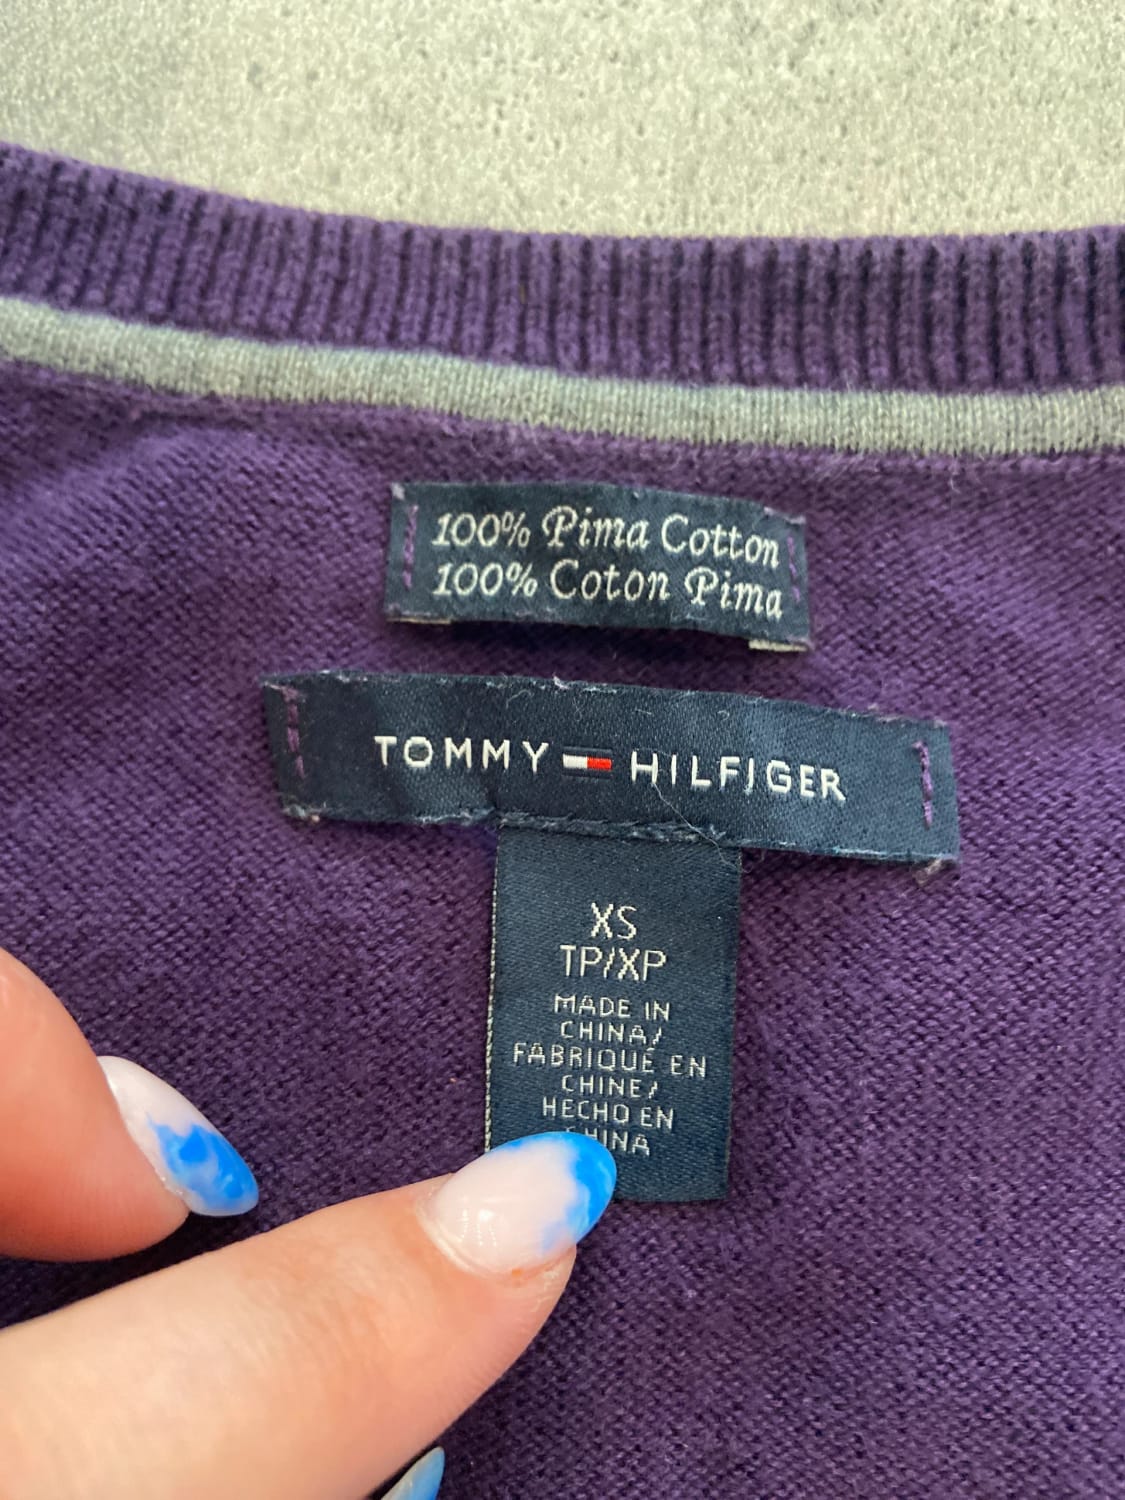 100% Pima Cotton
100% Coton Pima
TOMMY HILFIGER
XS
TP/XP
MADE IN
CHINA/
FABRIQUÉ EN
CHINE/
HECHO EN
CHINA